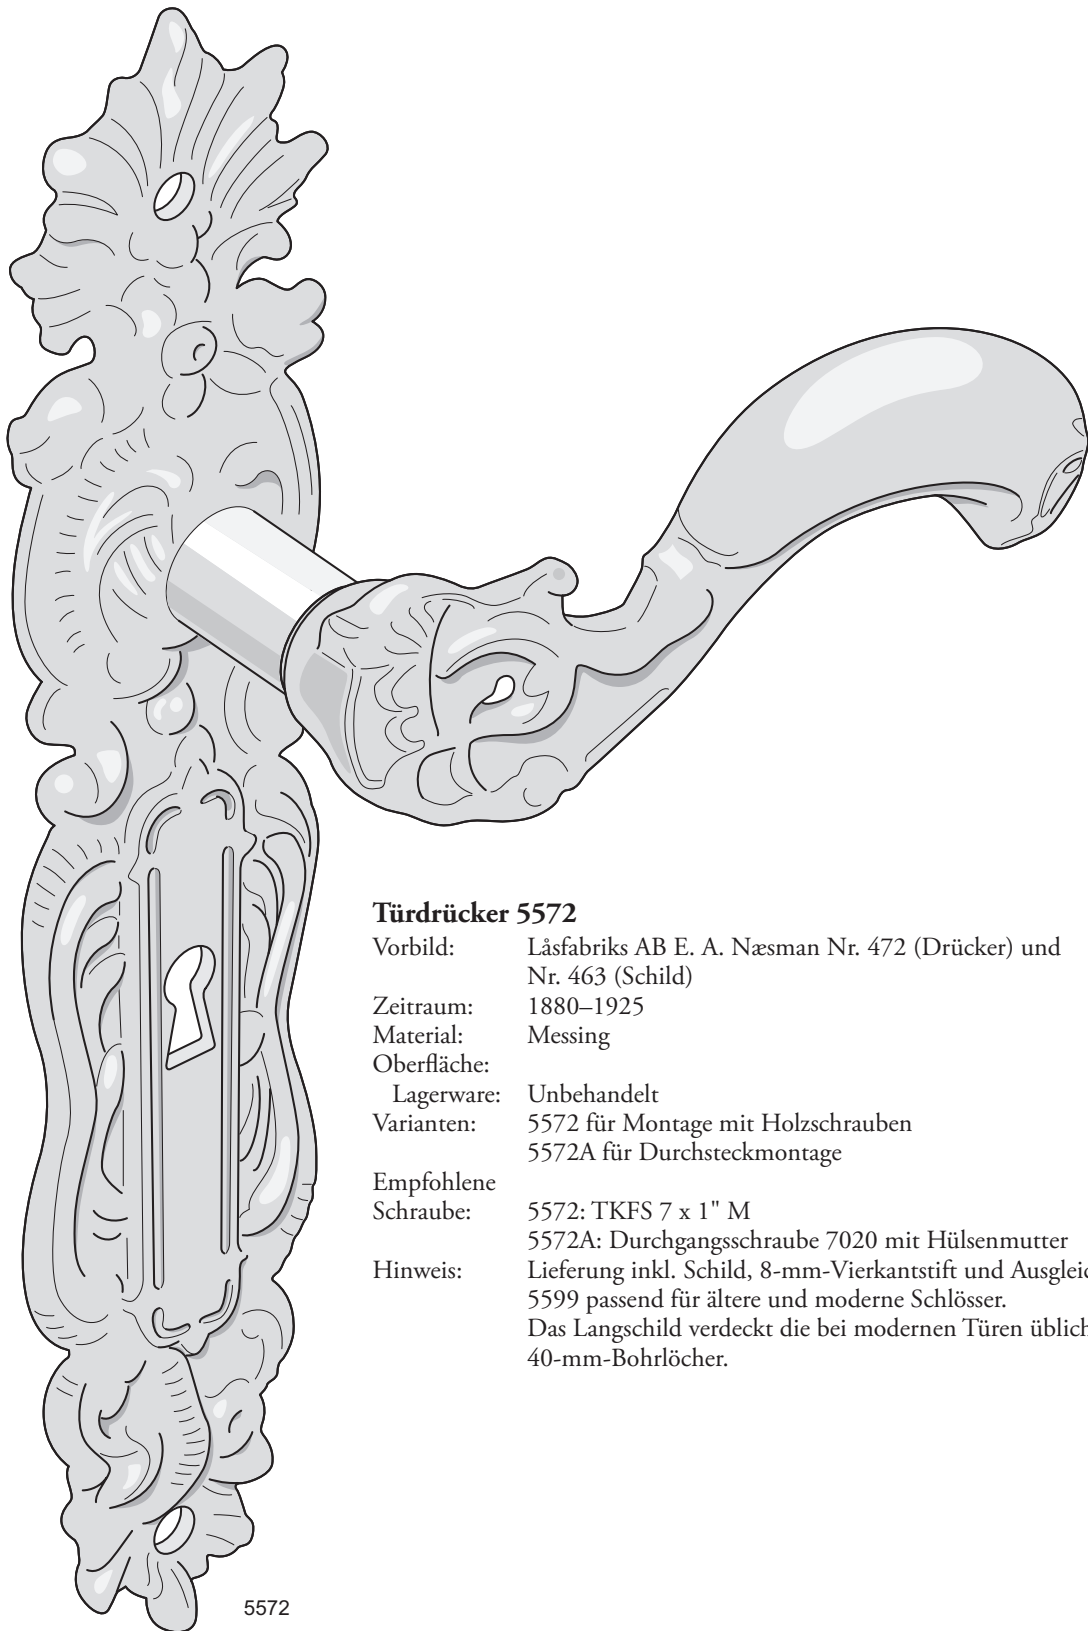 Türdrücker 5572
Vorbild: Låsfabriks AB E. A. Næsman Nr. 472 (Drücker) und
Nr. 463 (Schild)
Zeitraum: 1880–1925
Material: Messing
Oberfläche:
Lagerware: Unbehandelt
Varianten: 5572 für Montage mit Holzschrauben
5572A für Durchsteckmontage
Empfohlene
Schraube: 5572: TKFS 7 x 1" M
5572A: Durchgangsschraube 7020 mit Hülsenmutter
Hinweis: Lieferung inkl. Schild, 8-mm-Vierkantstift und
5599 passend für ältere und moderne Schlösser.
Das Langschild verdeckt die bei modernen Türen
40-mm-Bohrlöcher.
5572